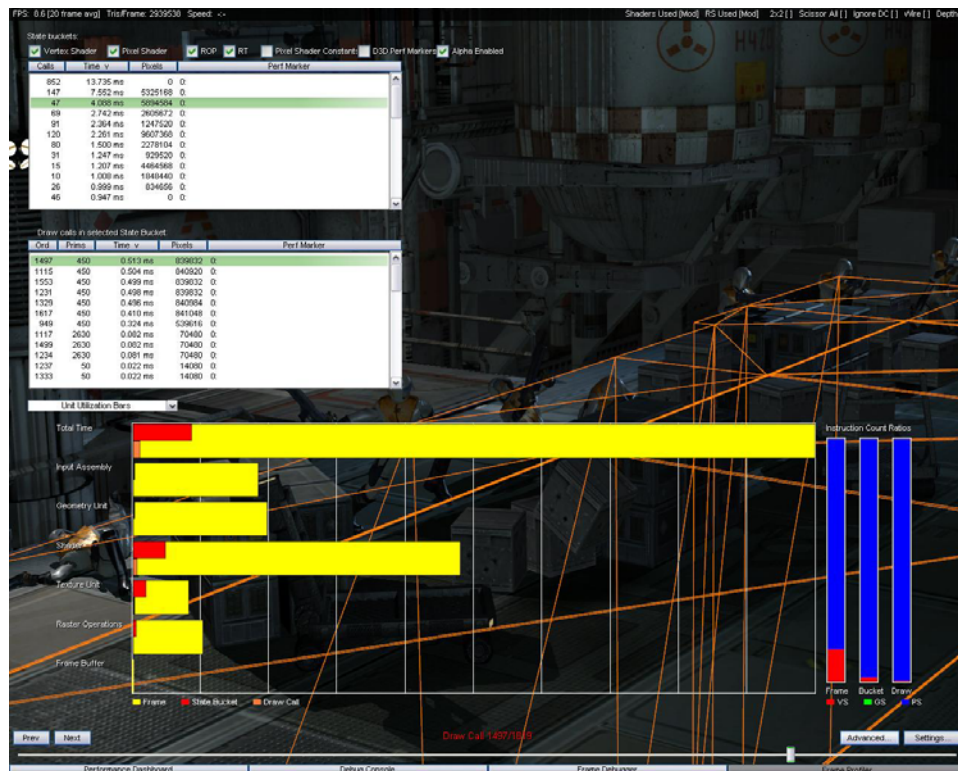 FPS: 8.6 [20 frame avg] Tris/Frame: 2939538 Speed: -:- Shaders Used [Mod] RS Used [Mod] 2x2 [ ] Scissor All [ ] Ignore DC [ ] Wire [ ] Depth
State buckets:
Vertex Shader Pixel Shader ROP RT Pixel Shader Constants D3D Perf Markers Alpha Enabled
Calls Time v Pixels Perf Marker
852 13.735 ms 0 0:
147 7.552 ms 5325168 0:
47 4.088 ms 5894584 0:
69 2.742 ms 2609672 0:
91 2.364 ms 1247520 0:
120 2.261 ms 9607368 0:
80 1.500 ms 2278104 0:
31 1.247 ms 929520 0:
15 1.207 ms 4464568 0:
10 1.008 ms 1848440 0:
26 0.999 ms 834656 0:
46 0.947 ms 0 0:
Draw calls in selected State Bucket:
Ord Prims Time v Pixels Perf Marker
1497 450 0.513 ms 839832 0:
1115 450 0.504 ms 840920 0:
1553 450 0.499 ms 839832 0:
1231 450 0.498 ms 839832 0:
1329 450 0.496 ms 840984 0:
1617 450 0.410 ms 841048 0:
949 450 0.324 ms 539616 0:
1117 2630 0.082 ms 70480 0:
1499 2630 0.082 ms 70480 0:
1234 2630 0.081 ms 70480 0:
1237 50 0.022 ms 14080 0:
1333 50 0.022 ms 14080 0:
Unit Utilization Bars
Total Time
Instruction Count Ratios
Input Assembly
Geometry Unit
Shader
Texture Unit
Raster Operations
Frame Buffer
Frame State Bucket Draw Call
Frame Bucket Draw
VS GS PS
Prev Next Draw Call 1497/1889 Advanced... Settings...
Performance Dashboard Debug Console Frame Debugger Frame Profiler